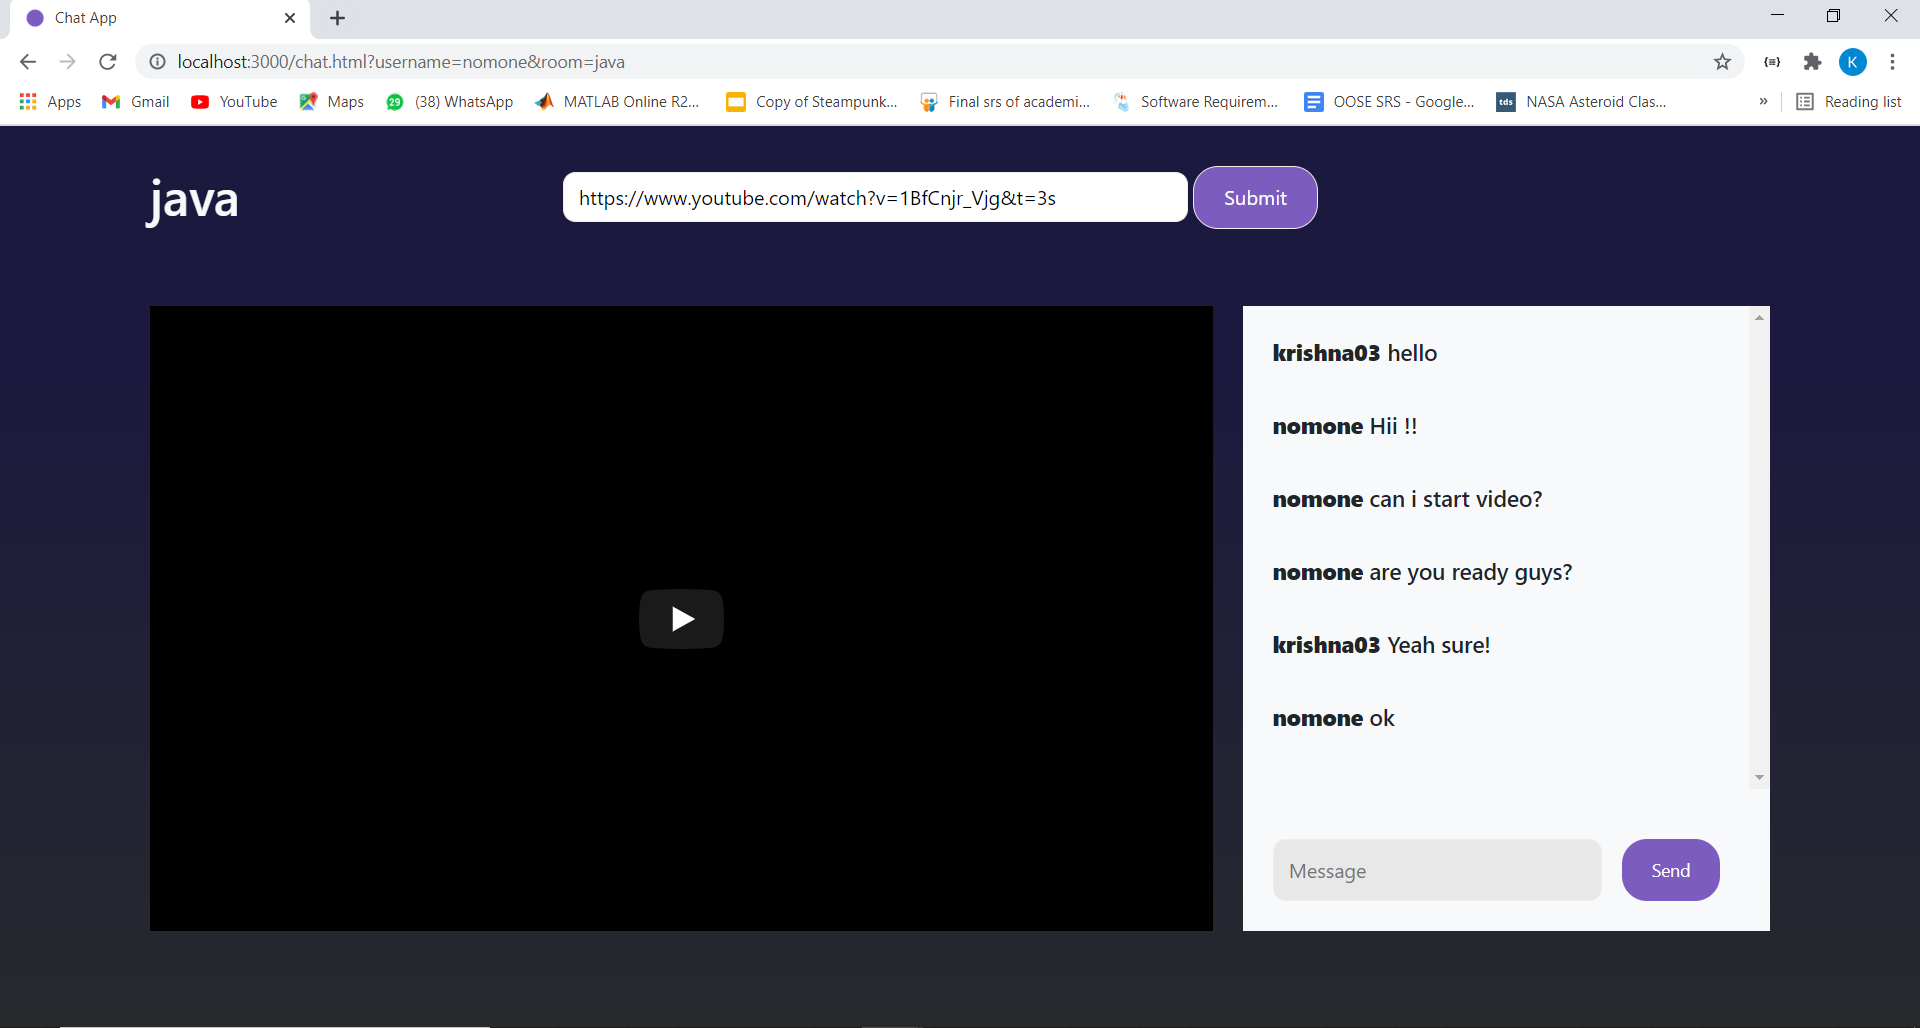 Chat App
localhost:3000/chat.html?username=nomone&room=java
K
Apps
Gmail
YouTube
Maps
29
(38) WhatsApp
MATLAB Online R2...
Copy of Steampunk...
Final srs of academi...
Software Requirem...
OOSE SRS - Google...
tds
NASA Asteroid Clas...
»
Reading list
java
https://www.youtube.com/watch?v=1BfCnjr_Vjg&t=3s
Submit
krishna03 hello
nomone Hii !!
nomone can i start video?
nomone are you ready guys?
krishna03 Yeah sure!
nomone ok
Message
Send